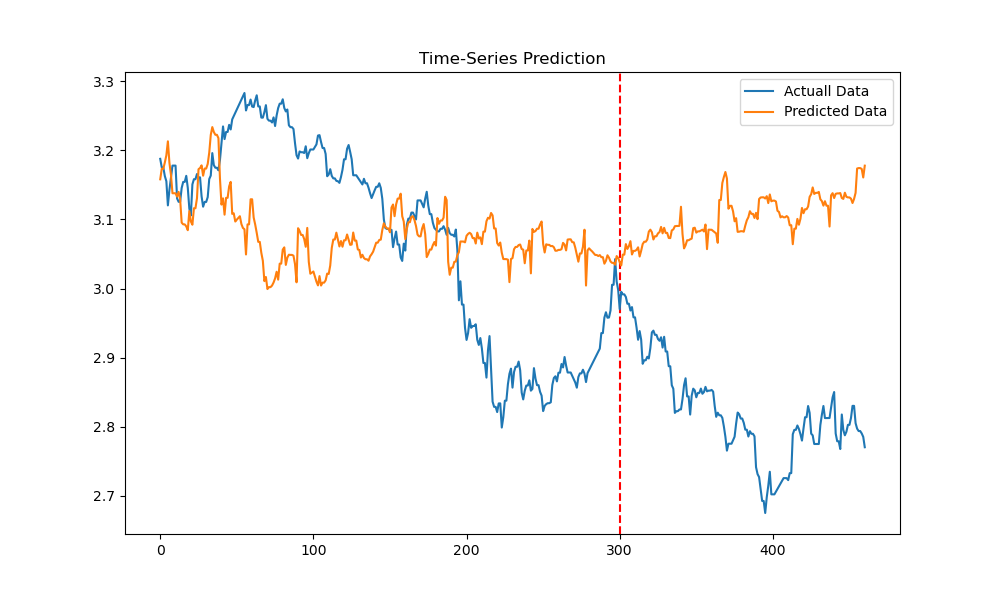 Time-Series Prediction
Actuall Data
Predicted Data
3.3
3.2
3.1
3.0
2.9
2.8
2.7
0 100 200 300 400